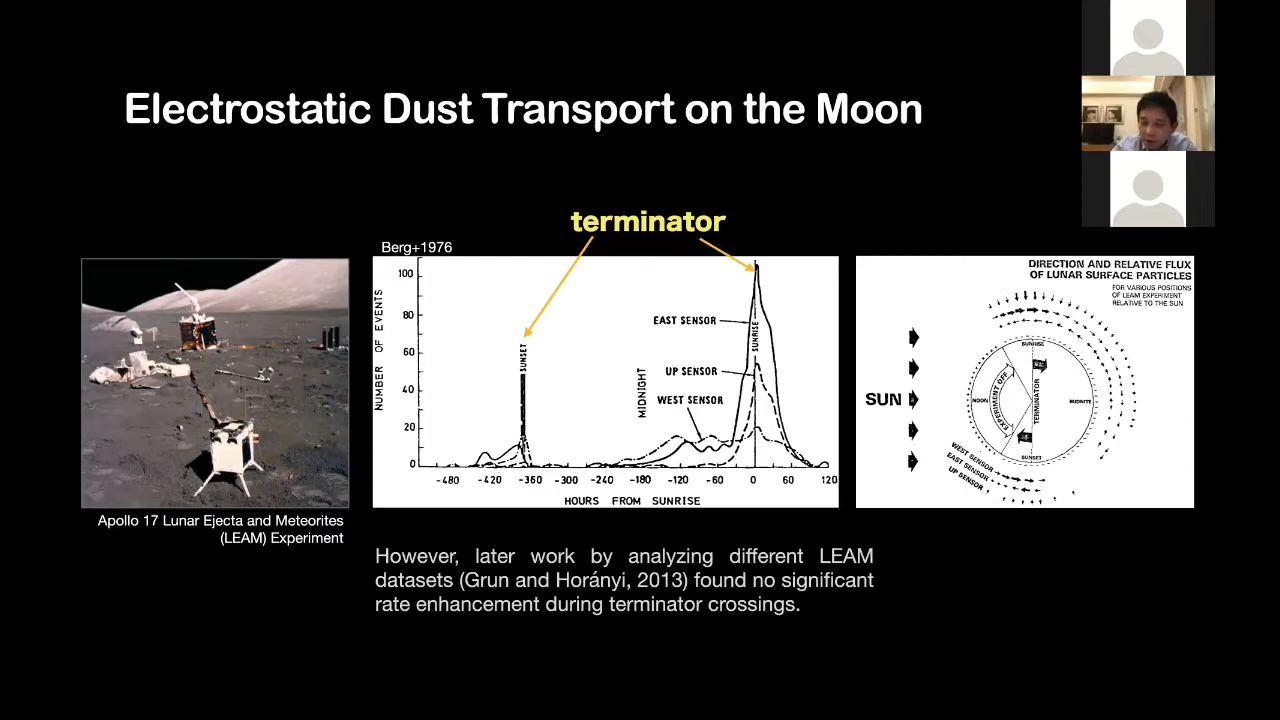 Electrostatic Dust Transport on the Moon
terminator
Berg+1976
NUMBER OF EVENTS
100
80
60
40
20
0
SUNSET
MIDNIGHT
EAST SENSOR
UP SENSOR
WEST SENSOR
SUNRISE
-480 -420 -360 -300 -240 -180 -120 -60 0 60 120
HOURS FROM SUNRISE
DIRECTION AND RELATIVE FLUX
OF LUNAR SURFACE PARTICLES
FOR VARIOUS POSITIONS
OF LEAM EXPERIMENT
RELATIVE TO THE SUN
SUN
SUNRISE
NOON
EXPERIMENT OFF
TERMINATOR
MIDNITE
SUNSET
WEST SENSOR
EAST SENSOR
UP SENSOR
Apollo 17 Lunar Ejecta and Meteorites
(LEAM) Experiment
However, later work by analyzing different LEAM
datasets (Grun and Horányi, 2013) found no significant
rate enhancement during terminator crossings.